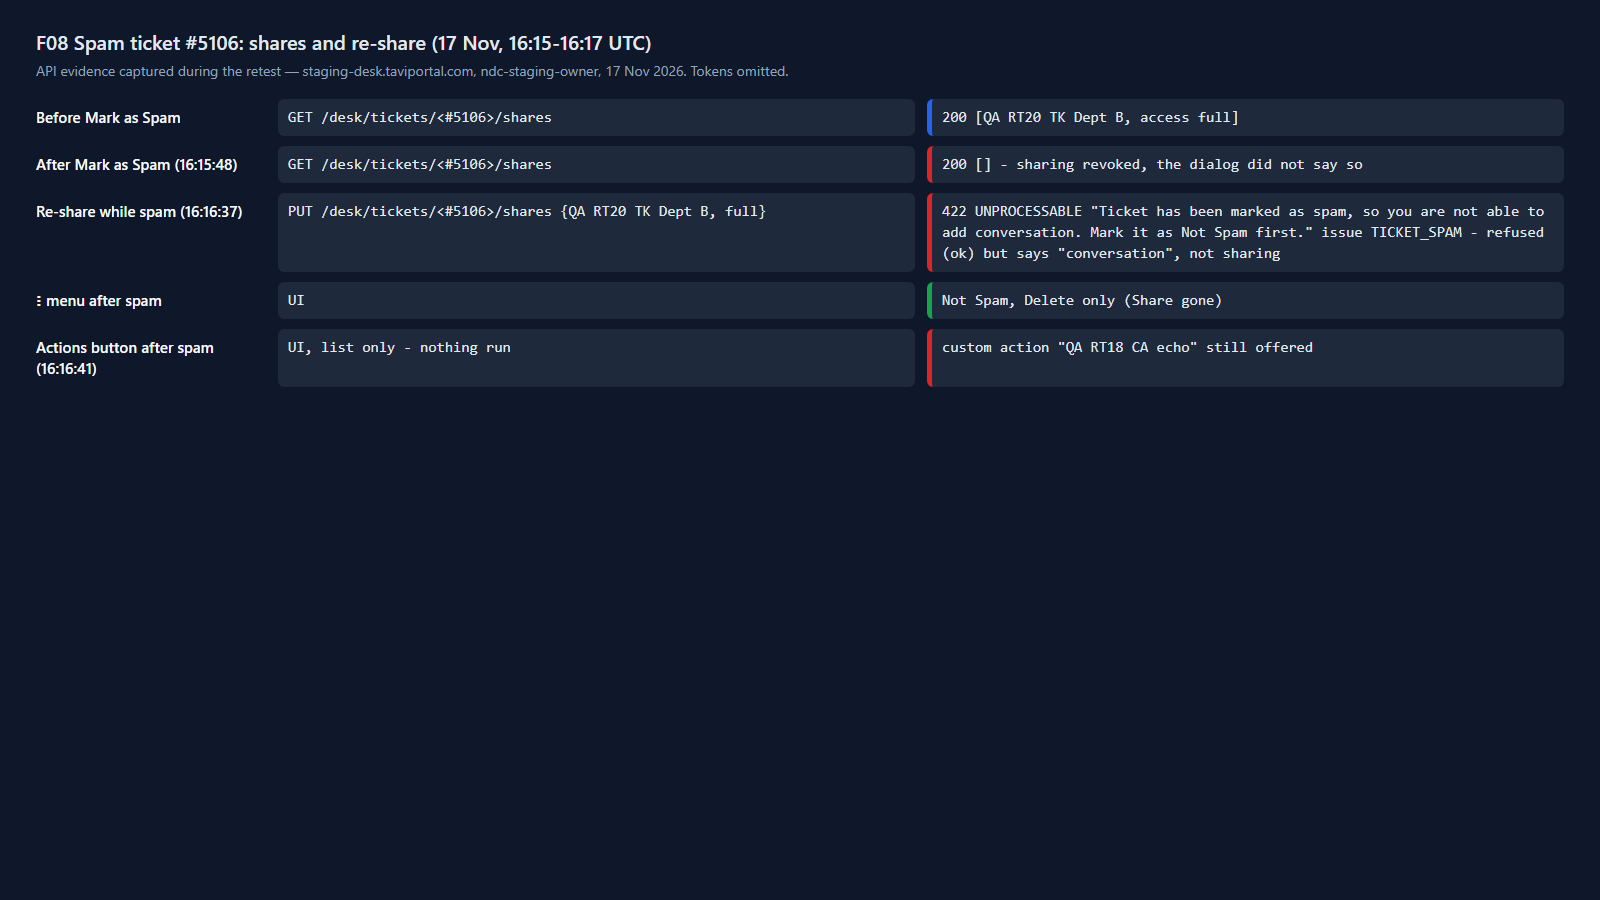 F08 Spam ticket #5106: shares and re-share (17 Nov, 16:15-16:17 UTC)
API evidence captured during the retest — staging-desk.taviportal.com, ndc-staging-owner, 17 Nov 2026. Tokens omitted.
Before Mark as Spam
GET /desk/tickets/<#5106>/shares
200 [QA RT20 TK Dept B, access full]
After Mark as Spam (16:15:48)
GET /desk/tickets/<#5106>/shares
200 [] - sharing revoked, the dialog did not say so
Re-share while spam (16:16:37)
PUT /desk/tickets/<#5106>/shares {QA RT20 TK Dept B, full}
422 UNPROCESSABLE "Ticket has been marked as spam, so you are not able to
add conversation. Mark it as Not Spam first." issue TICKET_SPAM - refused
(ok) but says "conversation", not sharing
⋮ menu after spam
UI
Not Spam, Delete only (Share gone)
Actions button after spam
(16:16:41)
UI, list only - nothing run
custom action "QA RT18 CA echo" still offered